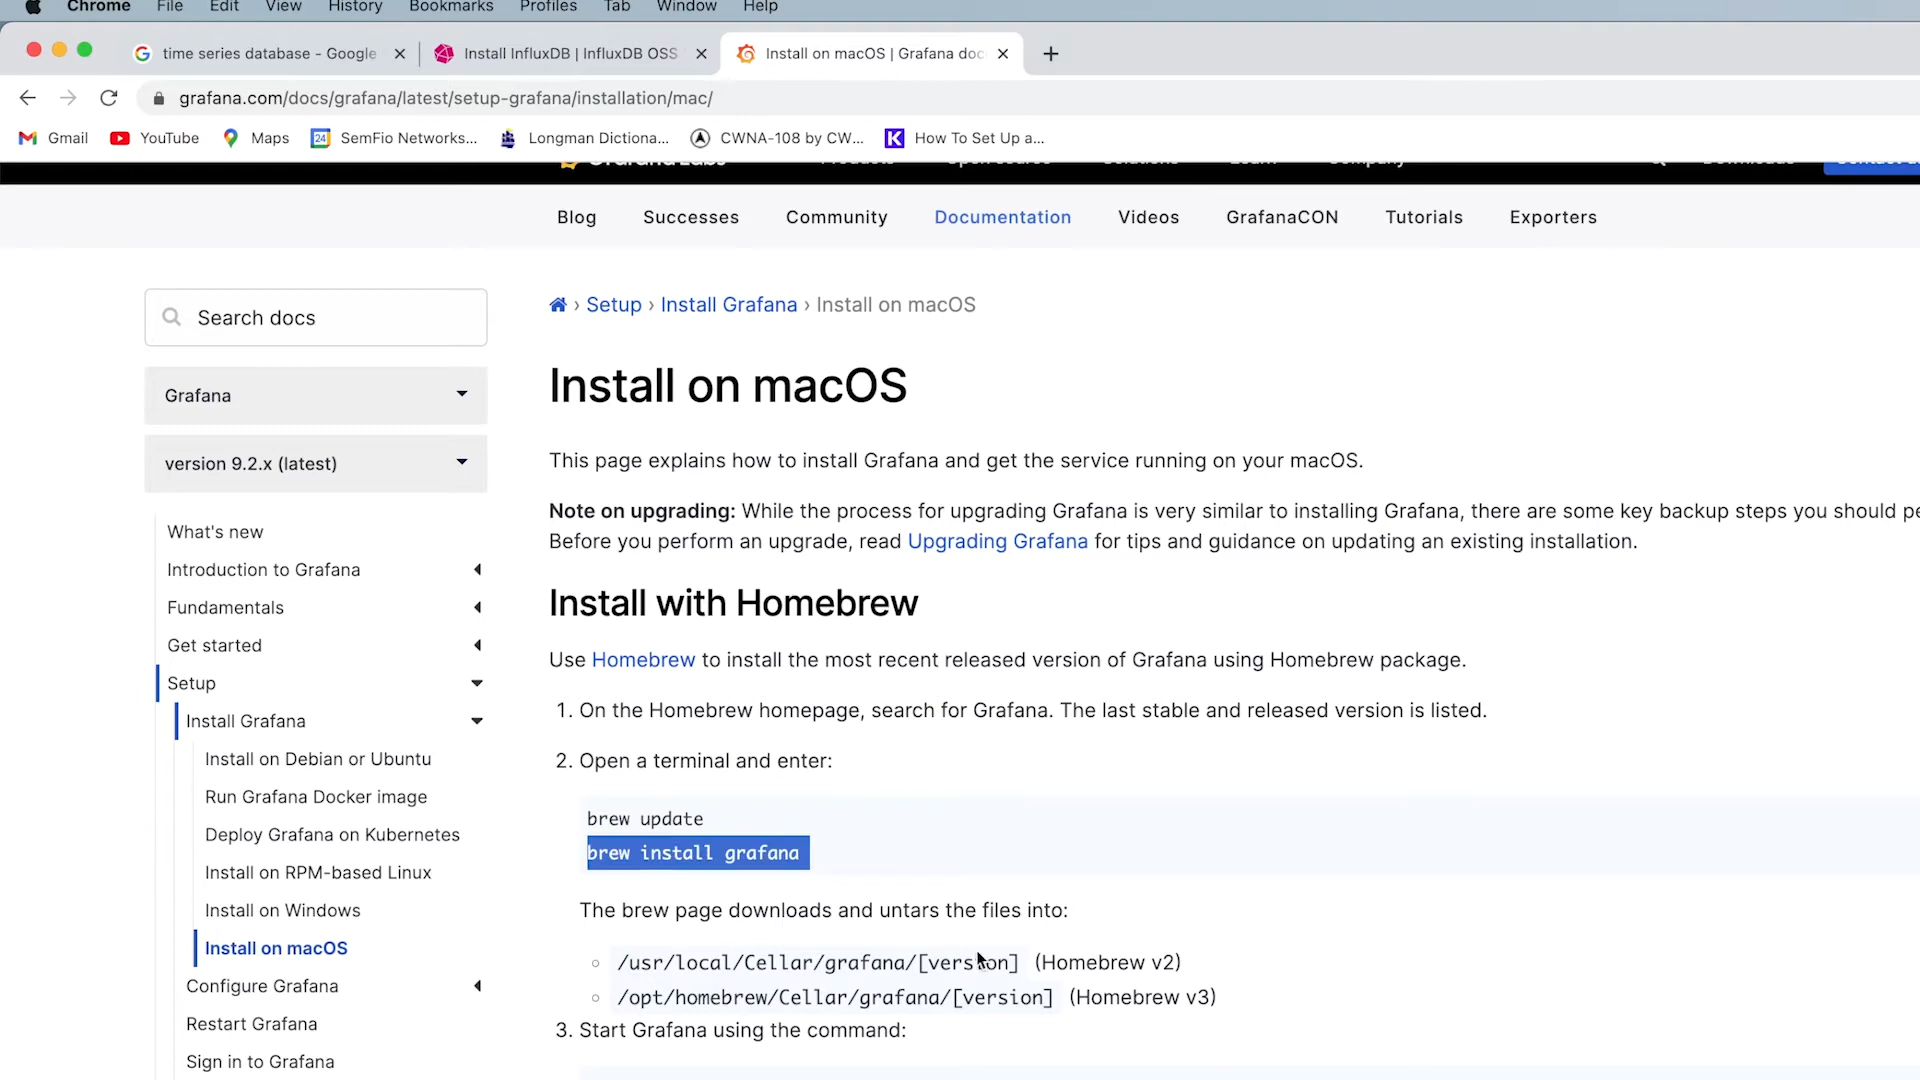 Chrome File Edit View History Bookmarks Profiles Tab Window Help
time series database - Google
Install InfluxDB | InfluxDB OSS
Install on macOS | Grafana doc
grafana.com/docs/grafana/latest/setup-grafana/installation/mac/
Gmail YouTube Maps SemFio Networks... Longman Dictiona... CWNA-108 by CW... How To Set Up a...
Blog Successes Community Documentation Videos GrafanaCON Tutorials Exporters
Search docs
Grafana
version 9.2.x (latest)
What's new
Introduction to Grafana
Fundamentals
Get started
Setup
Install Grafana
Install on Debian or Ubuntu
Run Grafana Docker image
Deploy Grafana on Kubernetes
Install on RPM-based Linux
Install on Windows
Install on macOS
Configure Grafana
Restart Grafana
Sign in to Grafana
Setup › Install Grafana › Install on macOS
Install on macOS
This page explains how to install Grafana and get the service running on your macOS.
Note on upgrading: While the process for upgrading Grafana is very similar to installing Grafana, there are some key backup steps you should
Before you perform an upgrade, read Upgrading Grafana for tips and guidance on updating an existing installation.
Install with Homebrew
Use Homebrew to install the most recent released version of Grafana using Homebrew package.
1. On the Homebrew homepage, search for Grafana. The last stable and released version is listed.
2. Open a terminal and enter:
brew update
brew install grafana
The brew page downloads and untars the files into:
/usr/local/Cellar/grafana/[version] (Homebrew v2)
/opt/homebrew/Cellar/grafana/[version] (Homebrew v3)
3. Start Grafana using the command: